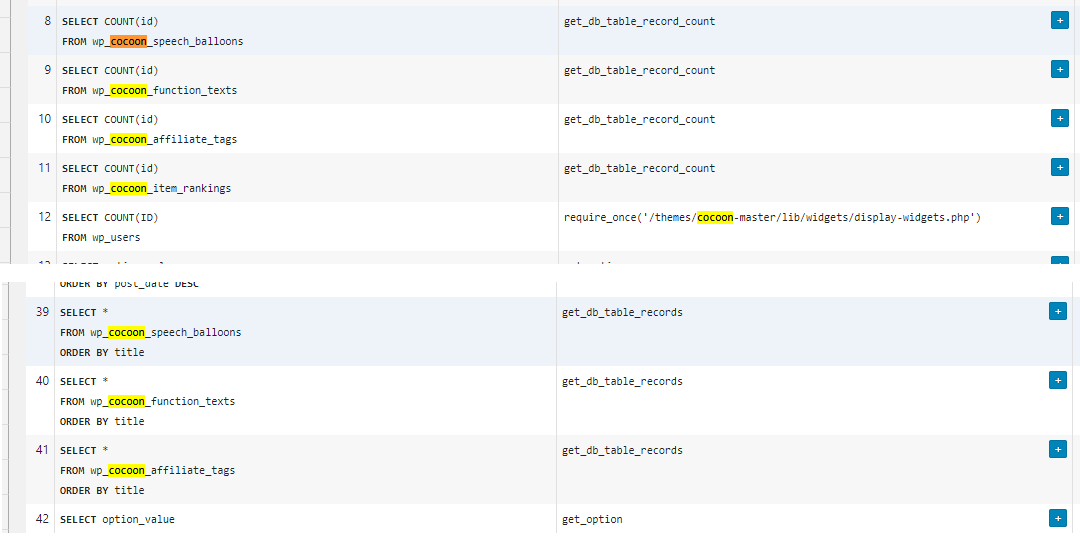 8 SELECT COUNT(id) get_db_table_record_count +
FROM wp_cocoon_speech_balloons
9 SELECT COUNT(id) get_db_table_record_count +
FROM wp_cocoon_function_texts
10 SELECT COUNT(id) get_db_table_record_count +
FROM wp_cocoon_affiliate_tags
11 SELECT COUNT(id) get_db_table_record_count +
FROM wp_cocoon_item_rankings
12 SELECT COUNT(ID) require_once('/themes/cocoon-master/lib/widgets/display-widgets.php') +
FROM wp_users
ORDER BY post_date DESC
39 SELECT * get_db_table_records +
FROM wp_cocoon_speech_balloons
ORDER BY title
40 SELECT * get_db_table_records +
FROM wp_cocoon_function_texts
ORDER BY title
41 SELECT * get_db_table_records +
FROM wp_cocoon_affiliate_tags
ORDER BY title
42 SELECT option_value get_option +